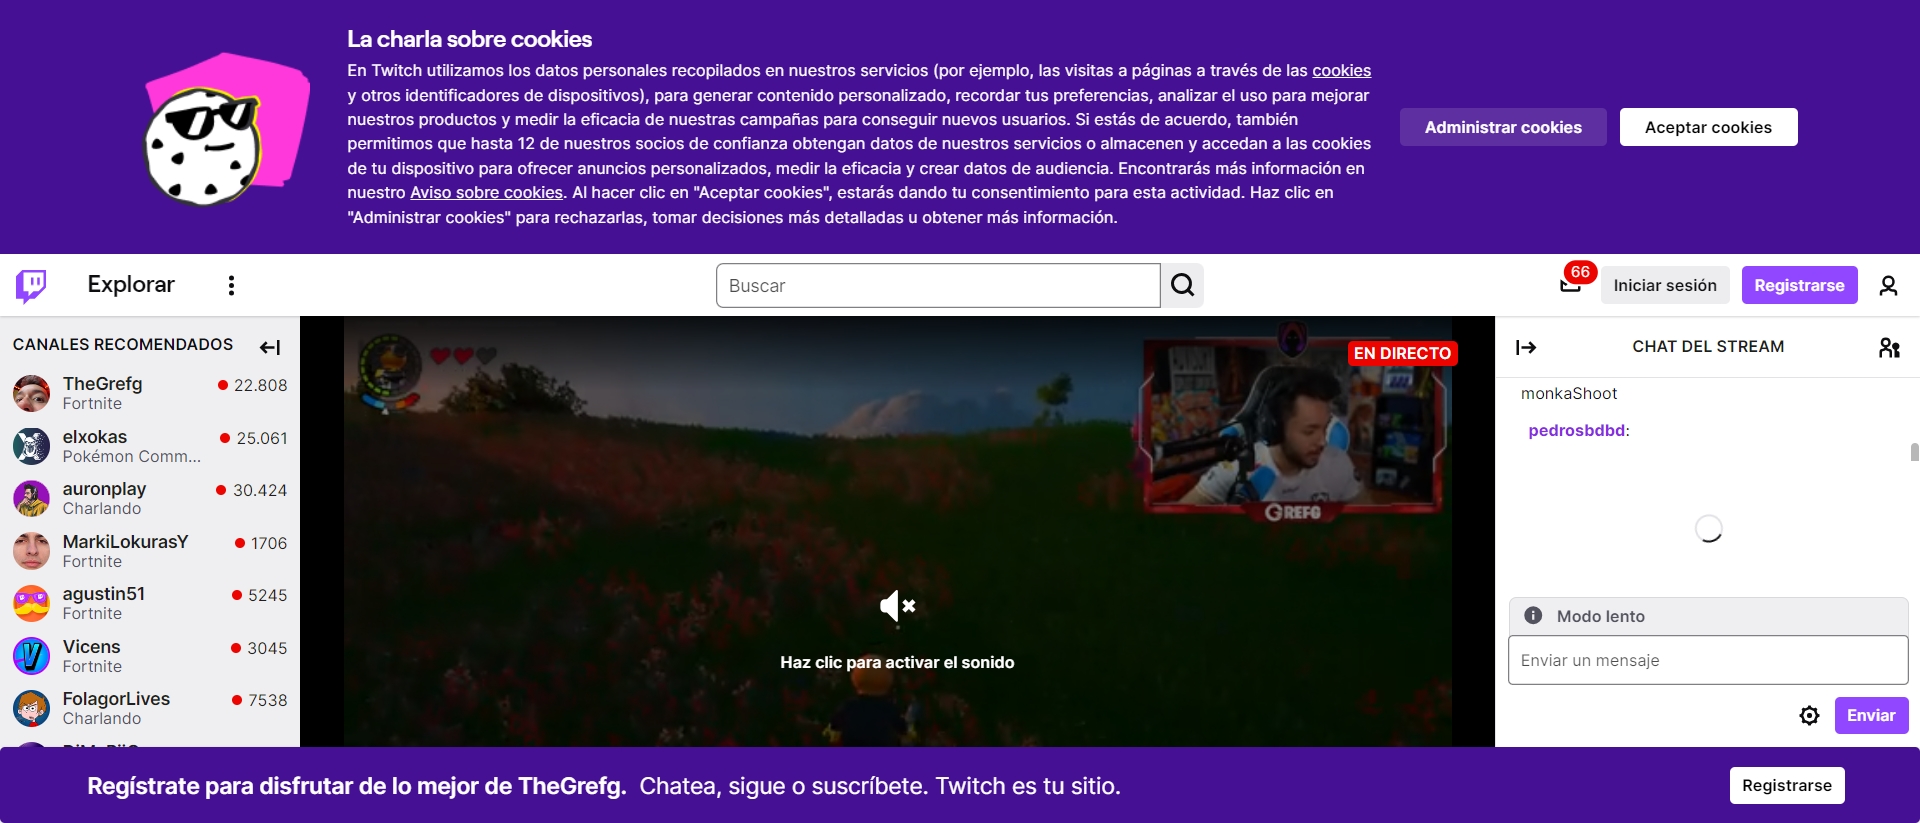 La charla sobre cookies
En Twitch utilizamos los datos personales recopilados en nuestros servicios (por ejemplo, las visitas a páginas a través de las cookies
y otros identificadores de dispositivos), para generar contenido personalizado, recordar tus preferencias, analizar el uso para mejorar
nuestros productos y medir la eficacia de nuestras campañas para conseguir nuevos usuarios. Si estás de acuerdo, también
permitimos que hasta 12 de nuestros socios de confianza obtengan datos de nuestros servicios o almacenen y accedan a las cookies
de tu dispositivo para ofrecer anuncios personalizados, medir la eficacia y crear datos de audiencia. Encontrarás más información en
nuestro Aviso sobre cookies. Al hacer clic en "Aceptar cookies", estarás dando tu consentimiento para esta actividad. Haz clic en
"Administrar cookies" para rechazarlas, tomar decisiones más detalladas u obtener más información.
Administrar cookies
Aceptar cookies
Explorar
Buscar
66
Iniciar sesión
Registrarse
CANALES RECOMENDADOS
TheGrefg
22.808
Fortnite
elxokas
25.061
Pokémon Comm...
auronplay
30.424
Charlando
MarkiLokurasY
1706
Fortnite
agustin51
5245
Fortnite
Vicens
3045
Fortnite
FolagorLives
7538
Charlando
EN DIRECTO
GREFG
Haz clic para activar el sonido
CHAT DEL STREAM
monkaShoot
pedrosbdbd:
Modo lento
Enviar un mensaje
Enviar
Regístrate para disfrutar de lo mejor de TheGrefg. Chatea, sigue o suscríbete. Twitch es tu sitio.
Registrarse